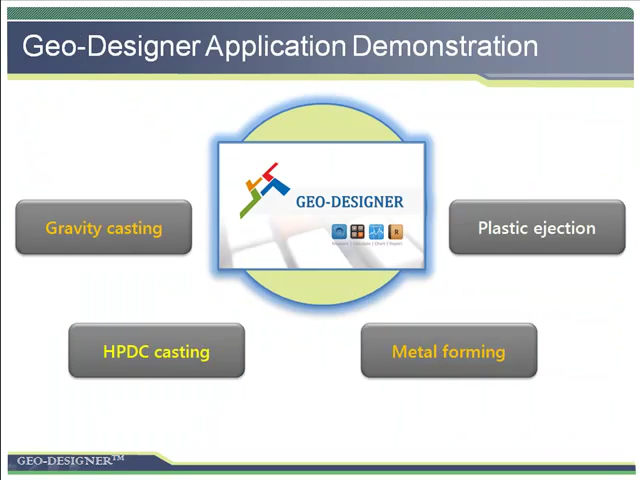 Geo-Designer Application Demonstration
GEO-DESIGNER
R
Gravity casting
Plastic ejection
HPDC casting
Metal forming
GEO-DESIGNER™